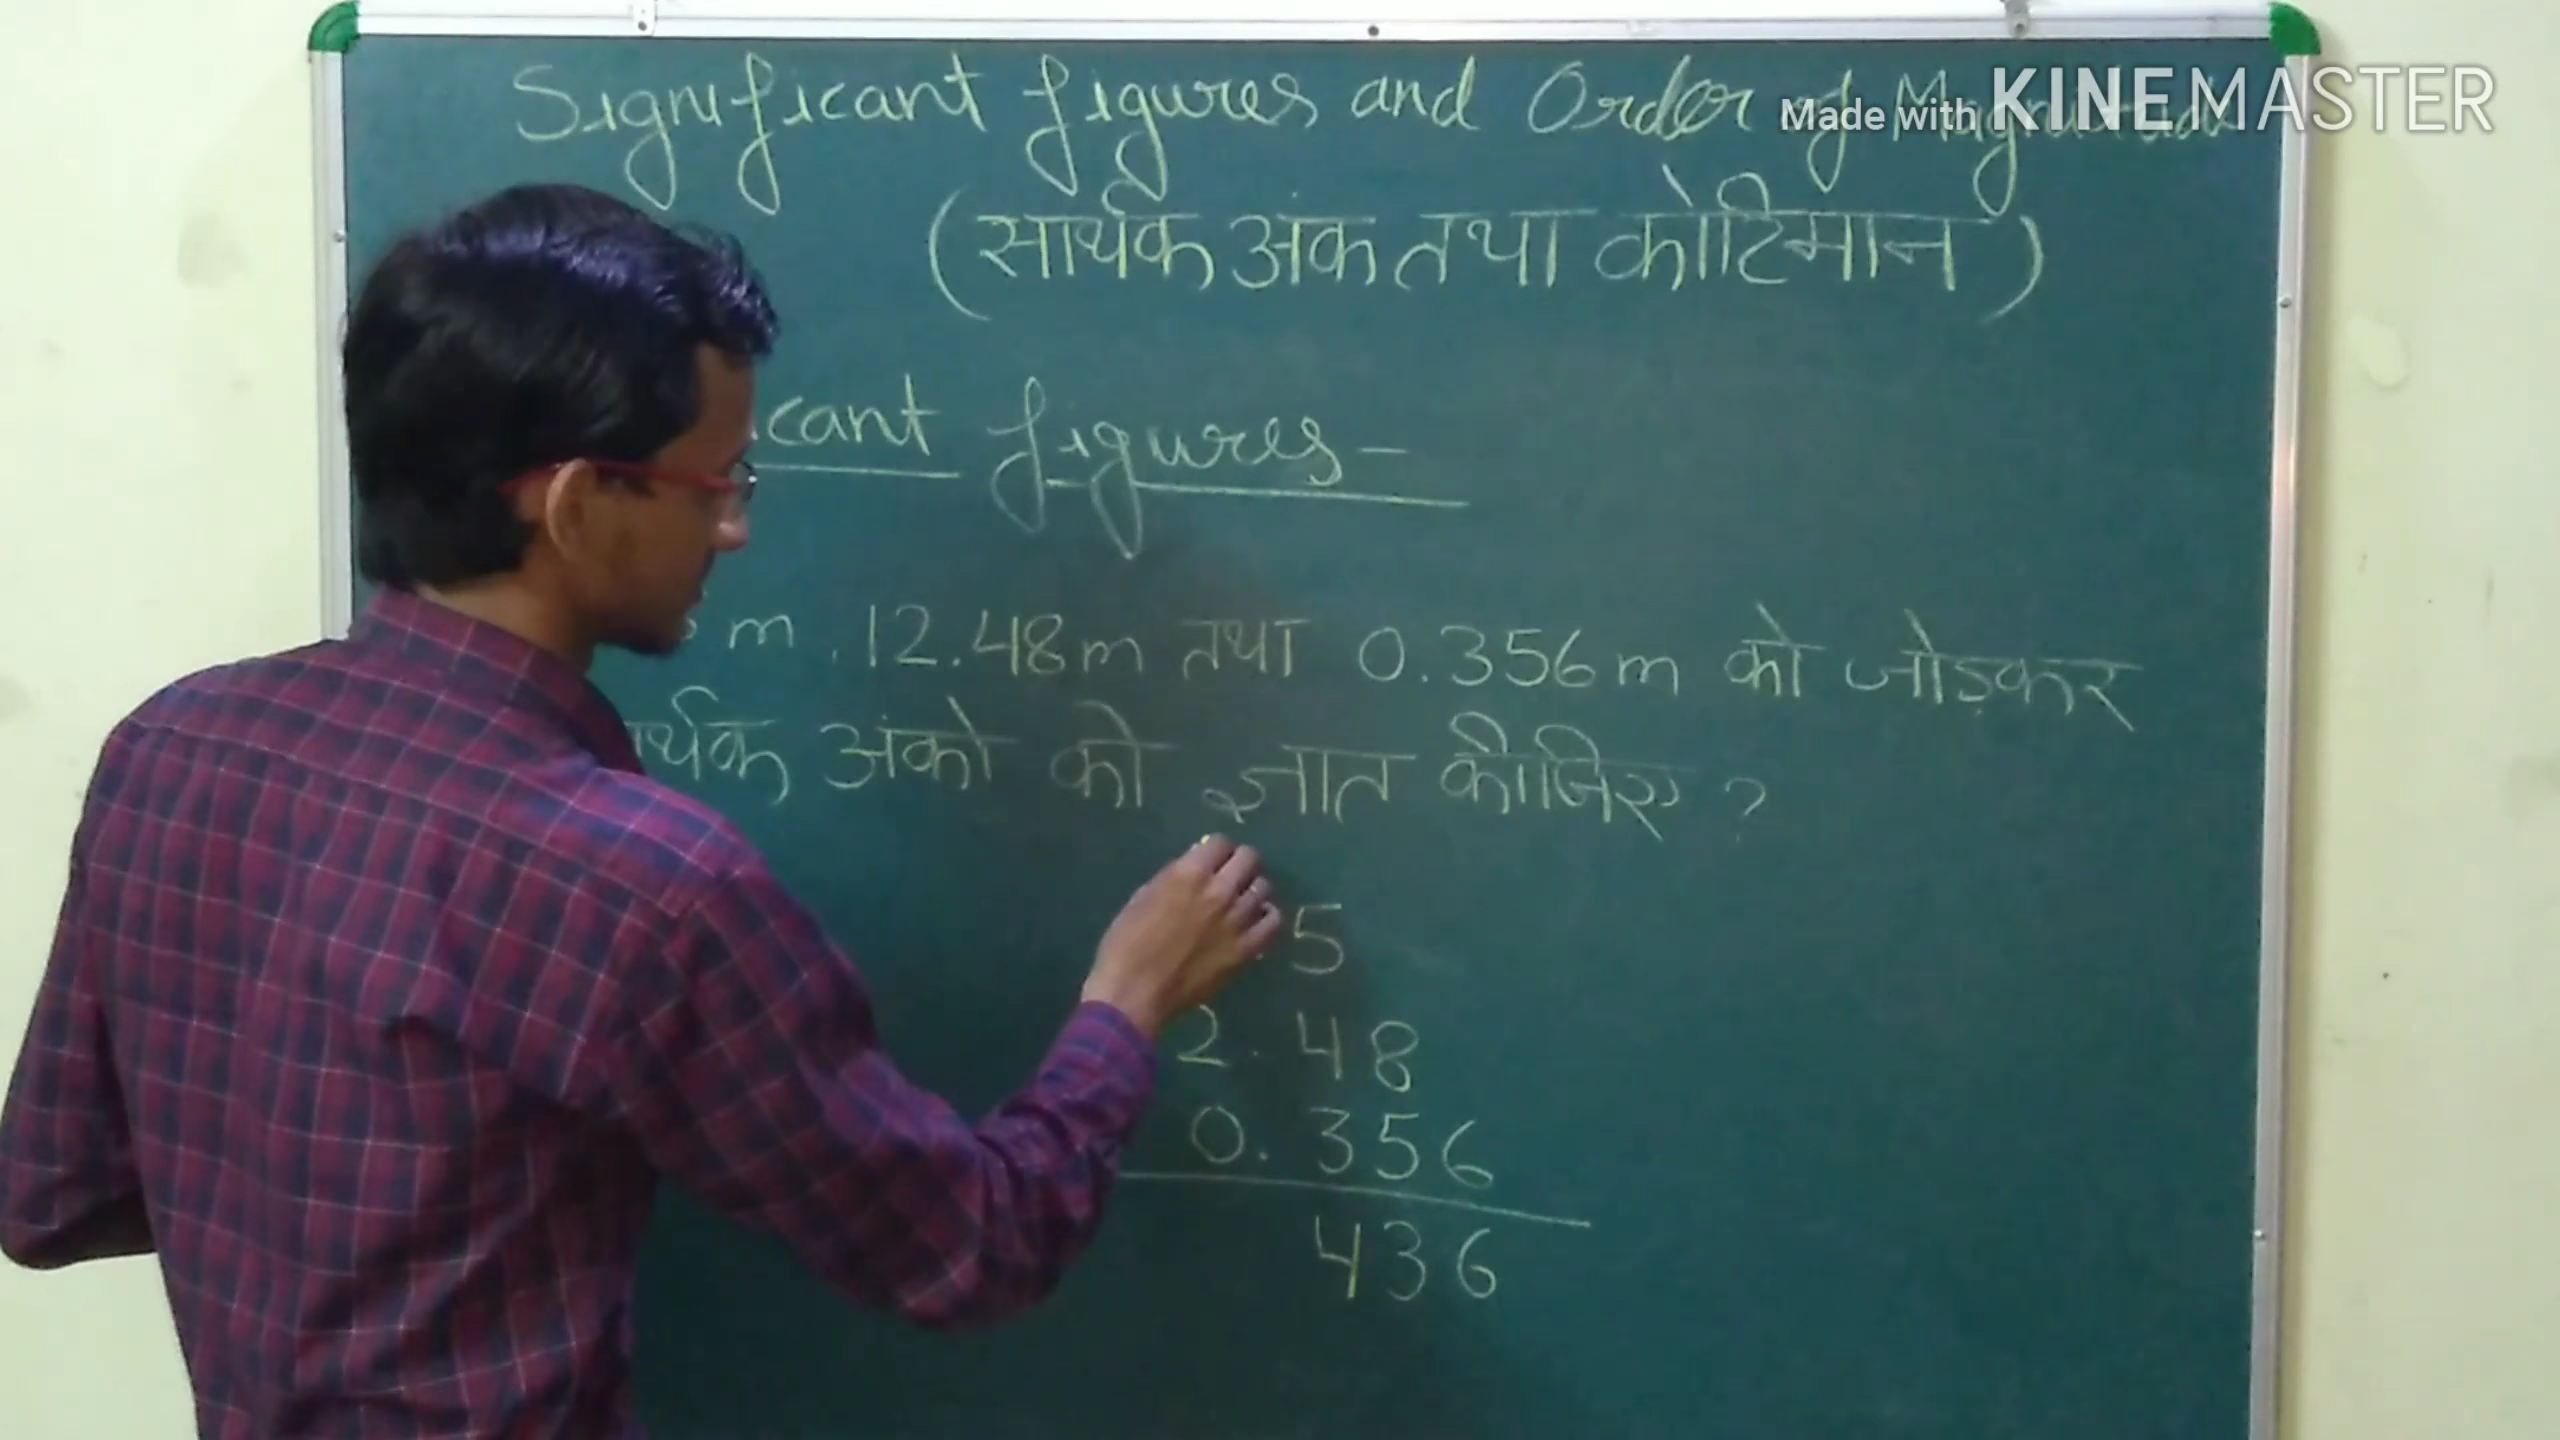 Made with KINEMASTER
Significant figures and Order of
(सार्थक अंक तथा कोटिमान)
figures-
m, 12.48m तथा 0.356m को जोड़कर
अंको को ज्ञात कीजिए ?
.5
2.48
0.356
436